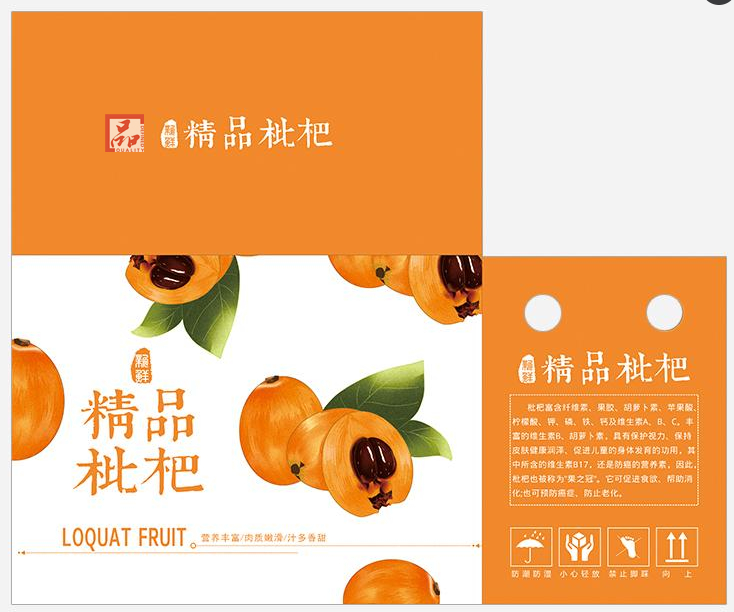 品
QUALITY
颗鲜
精品枇杷
颗鲜
精品
枇杷
LOQUAT FRUIT
营养丰富/肉质嫩滑/汁多香甜
颗鲜
精品枇杷
枇杷富含纤维素、果胶、胡萝卜素、苹果酸、
柠檬酸、钾、磷、铁、钙及维生素A、B、C。丰
富的维生素B、胡萝卜素，具有保护视力、保持
皮肤健康润泽、促进儿童的身体发育的功用，其
中所含的维生素B17，还是防癌的营养素，因此，
枇杷也被称为“果之冠”。它可促进食欲、帮助消
化;也可预防癌症、防止老化。
防潮防湿 小心轻放 禁止脚踩 向上